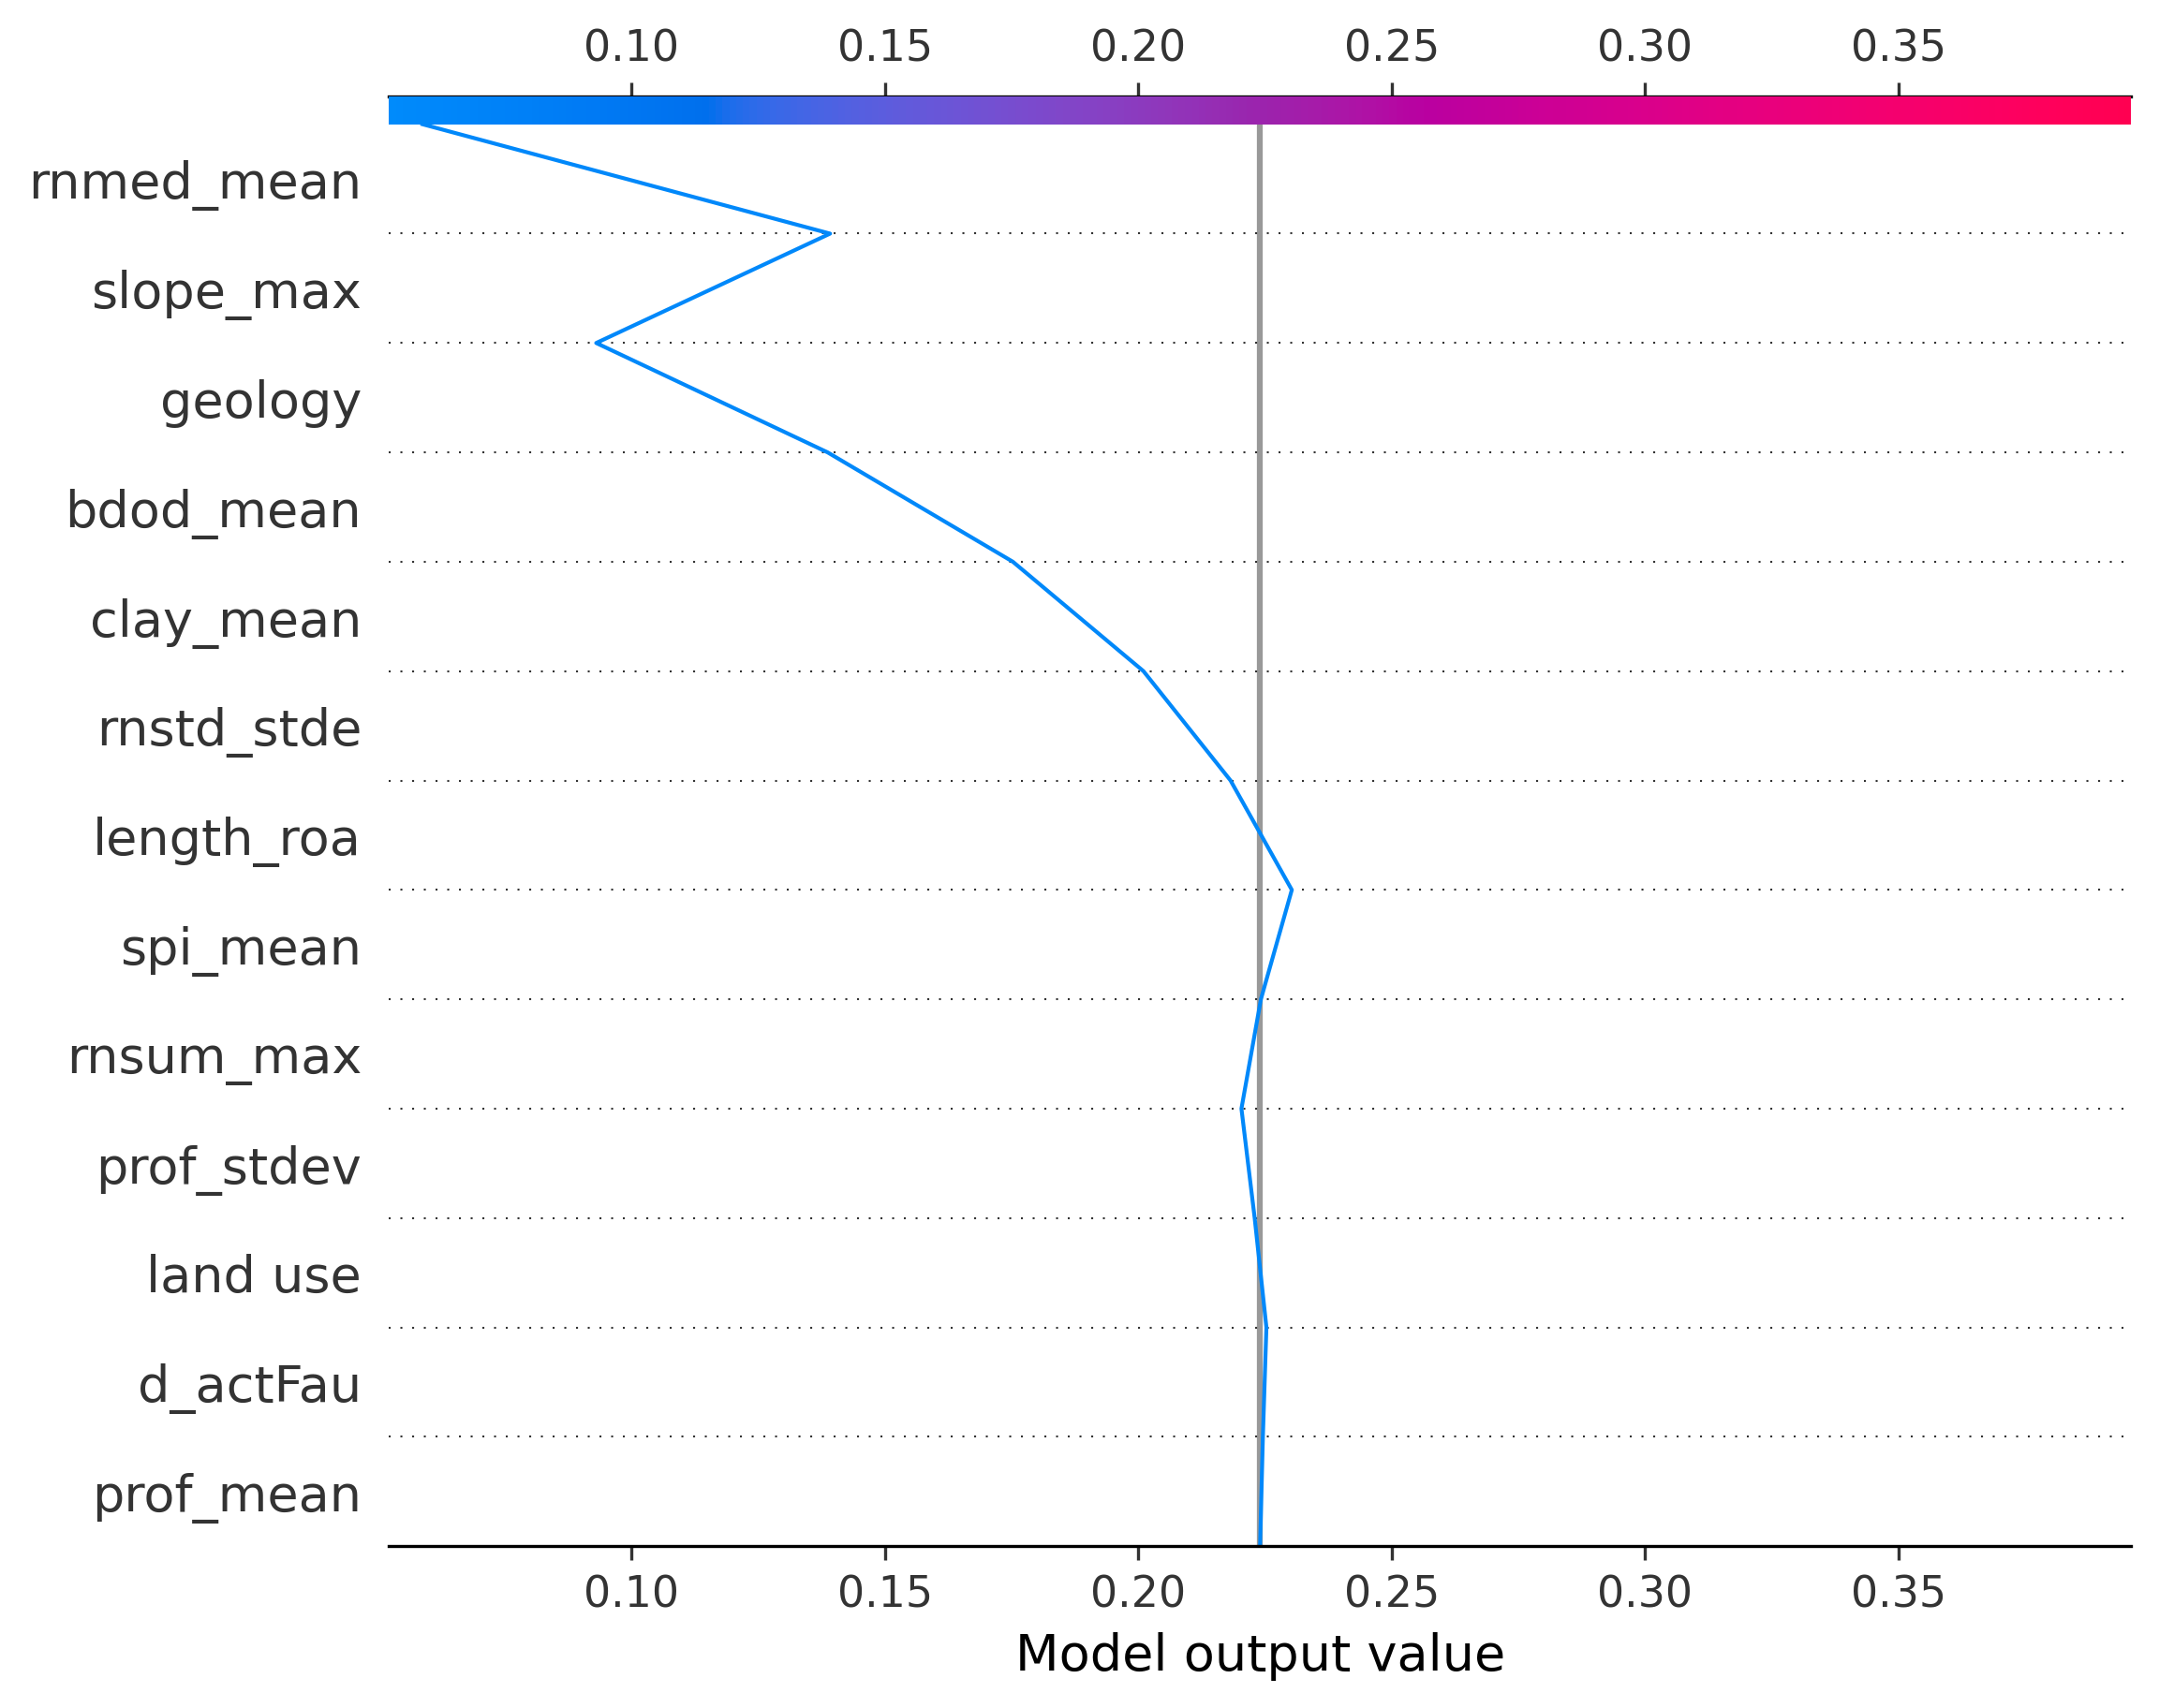 0.10 0.15 0.20 0.25 0.30 0.35
rnmed_mean
slope_max
geology
bdod_mean
clay_mean
rnstd_stde
length_roa
spi_mean
rnsum_max
prof_stdev
land use
d_actFau
prof_mean
0.10 0.15 0.20 0.25 0.30 0.35
Model output value